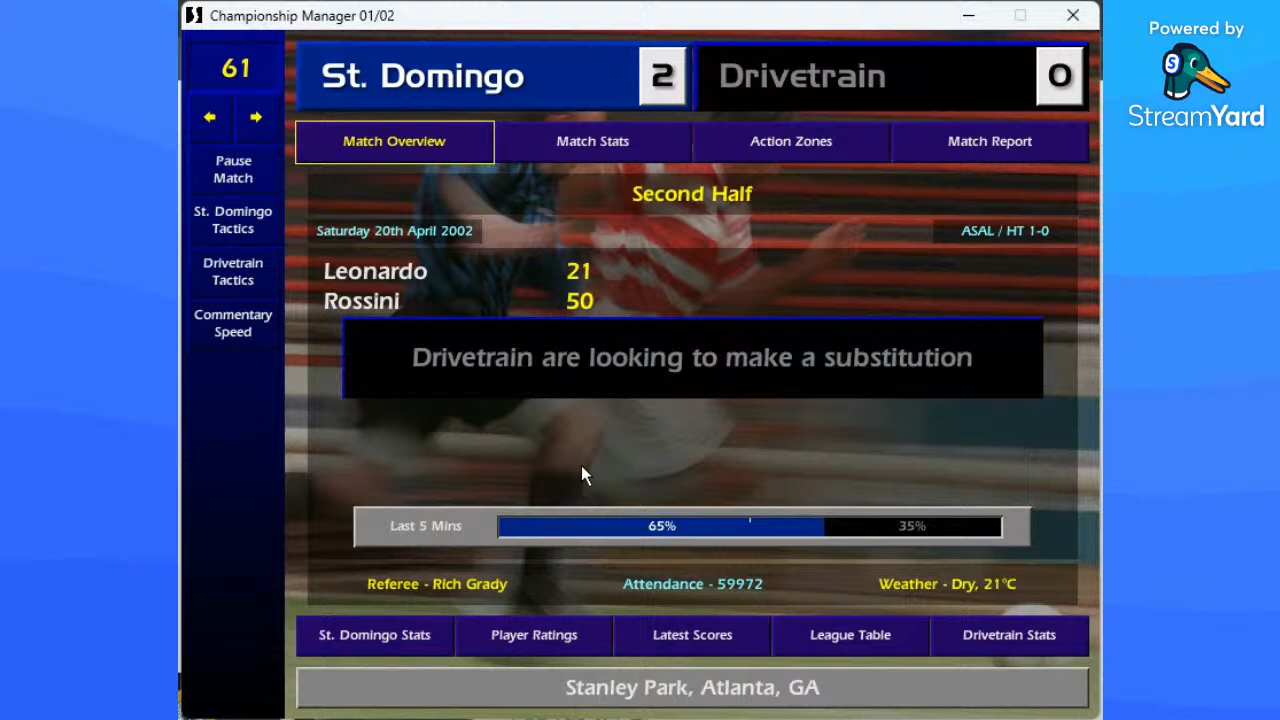 Championship Manager 01/02
Powered by
StreamYard
61
St. Domingo 2 Drivetrain 0
Match Overview Match Stats Action Zones Match Report
Pause
Match
St. Domingo
Tactics
Drivetrain
Tactics
Commentary
Speed
Second Half
Saturday 20th April 2002 ASAL / HT 1-0
Leonardo 21
Rossini 50
Drivetrain are looking to make a substitution
Last 5 Mins 65% 35%
Referee - Rich Grady Attendance - 59972 Weather - Dry, 21°C
St. Domingo Stats Player Ratings Latest Scores League Table Drivetrain Stats
Stanley Park, Atlanta, GA